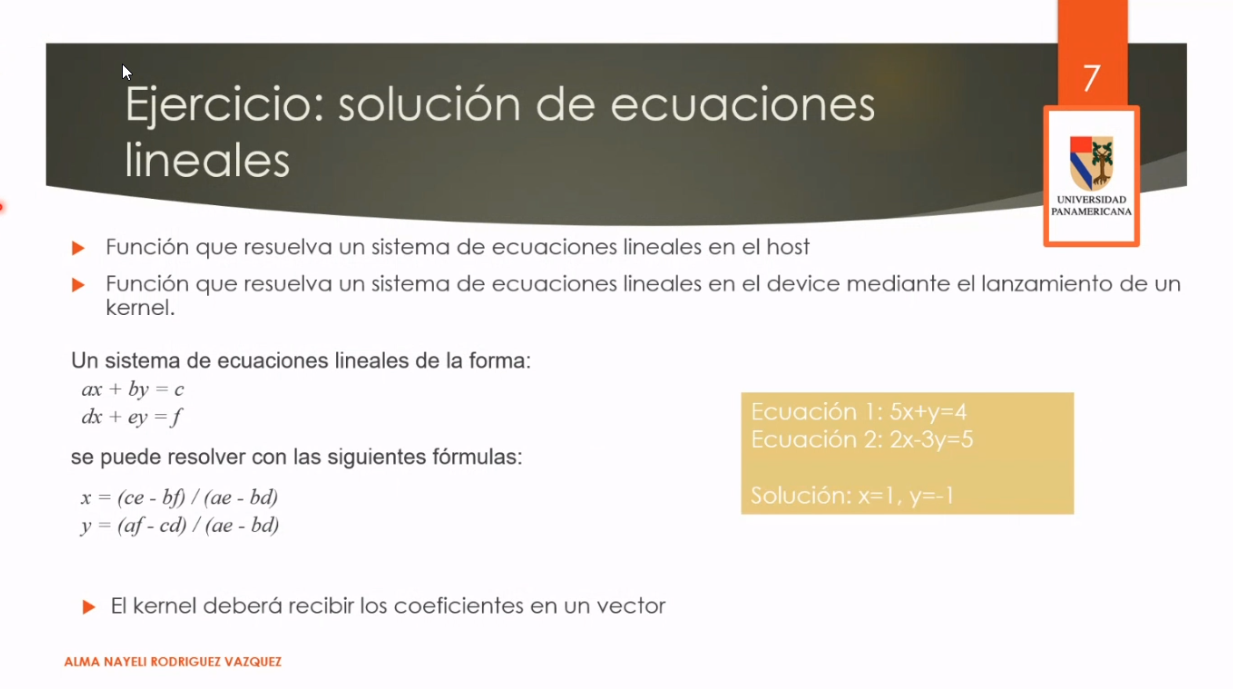 7
Ejercicio: solución de ecuaciones
lineales
UNIVERSIDAD
PANAMERICANA
Función que resuelva un sistema de ecuaciones lineales en el host
Función que resuelva un sistema de ecuaciones lineales en el device mediante el lanzamiento de un
kernel.
Un sistema de ecuaciones lineales de la forma:
ax + by = c
dx + ey = f
se puede resolver con las siguientes fórmulas:
x = (ce - bf) / (ae - bd)
y = (af - cd) / (ae - bd)
Ecuación 1: 5x+y=4
Ecuación 2: 2x-3y=5
Solución: x=1, y=-1
El kernel deberá recibir los coeficientes en un vector
ALMA NAYELI RODRIGUEZ VAZQUEZ